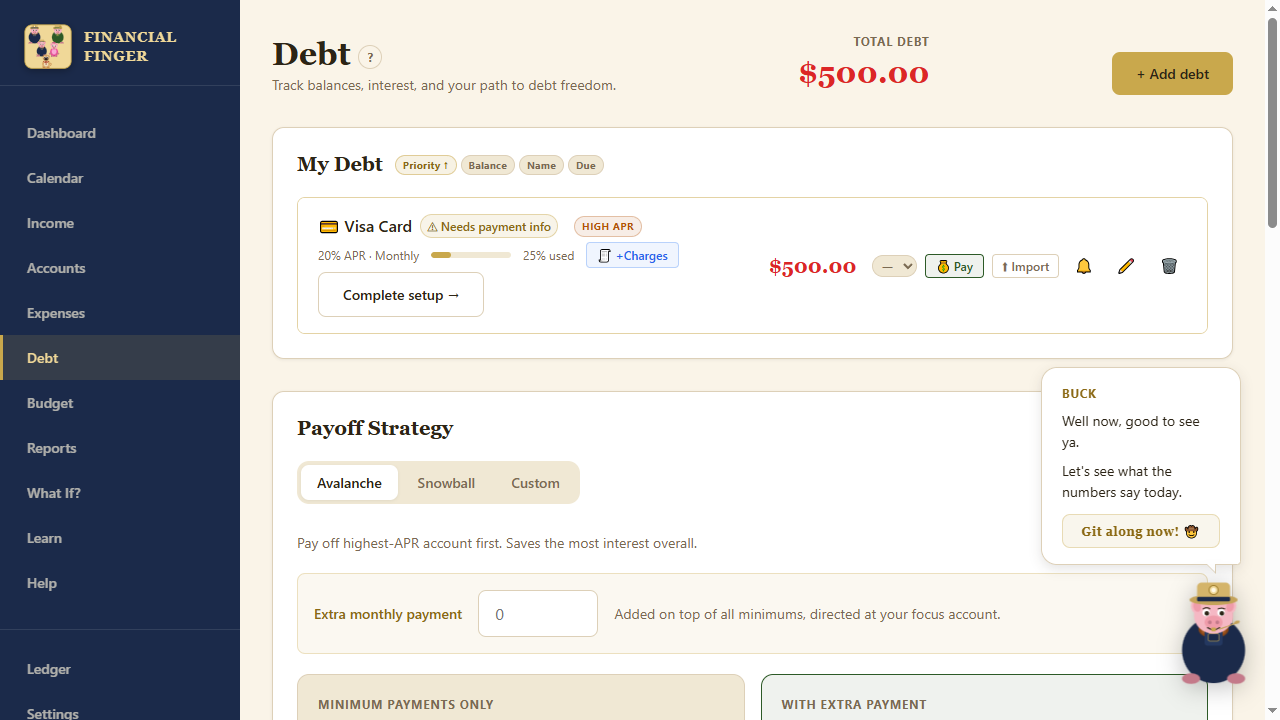 FINANCIAL
FINGER
Dashboard
Calendar
Income
Accounts
Expenses
Debt
Budget
Reports
What If?
Learn
Help
Ledger
Settings
Debt ?
Track balances, interest, and your path to debt freedom.
TOTAL DEBT
$500.00
+ Add debt
My Debt Priority ↑ Balance Name Due
💳 Visa Card ⚠ Needs payment info HIGH APR
20% APR · Monthly 25% used 🧾 +Charges
Complete setup →
$500.00 — 💰 Pay ⬆ Import 🔔 ✏️ 🗑️
Payoff Strategy
Avalanche Snowball Custom
Pay off highest-APR account first. Saves the most interest overall.
Extra monthly payment 0 Added on top of all minimums, directed at your focus account.
MINIMUM PAYMENTS ONLY
WITH EXTRA PAYMENT
BUCK
Well now, good to see
ya.
Let's see what the
numbers say today.
Git along now! 🤠